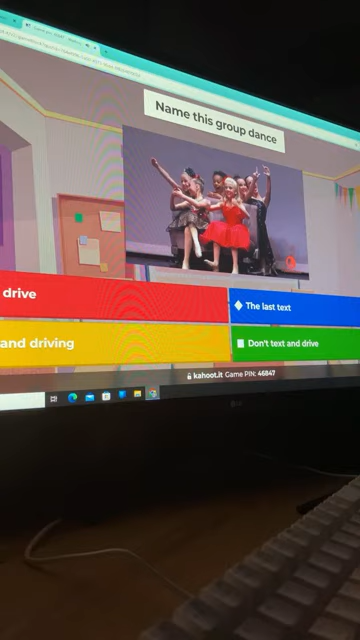 Name this group dance
drive
The last text
and driving
Don't text and drive
kahoot.it Game PIN: 46847
LG